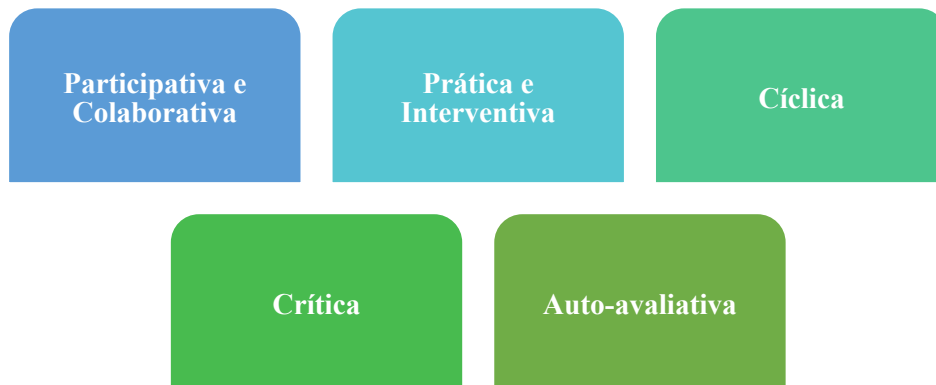 Participativa e
Colaborativa
Prática e
Interventiva
Cíclica
Crítica
Auto-avaliativa